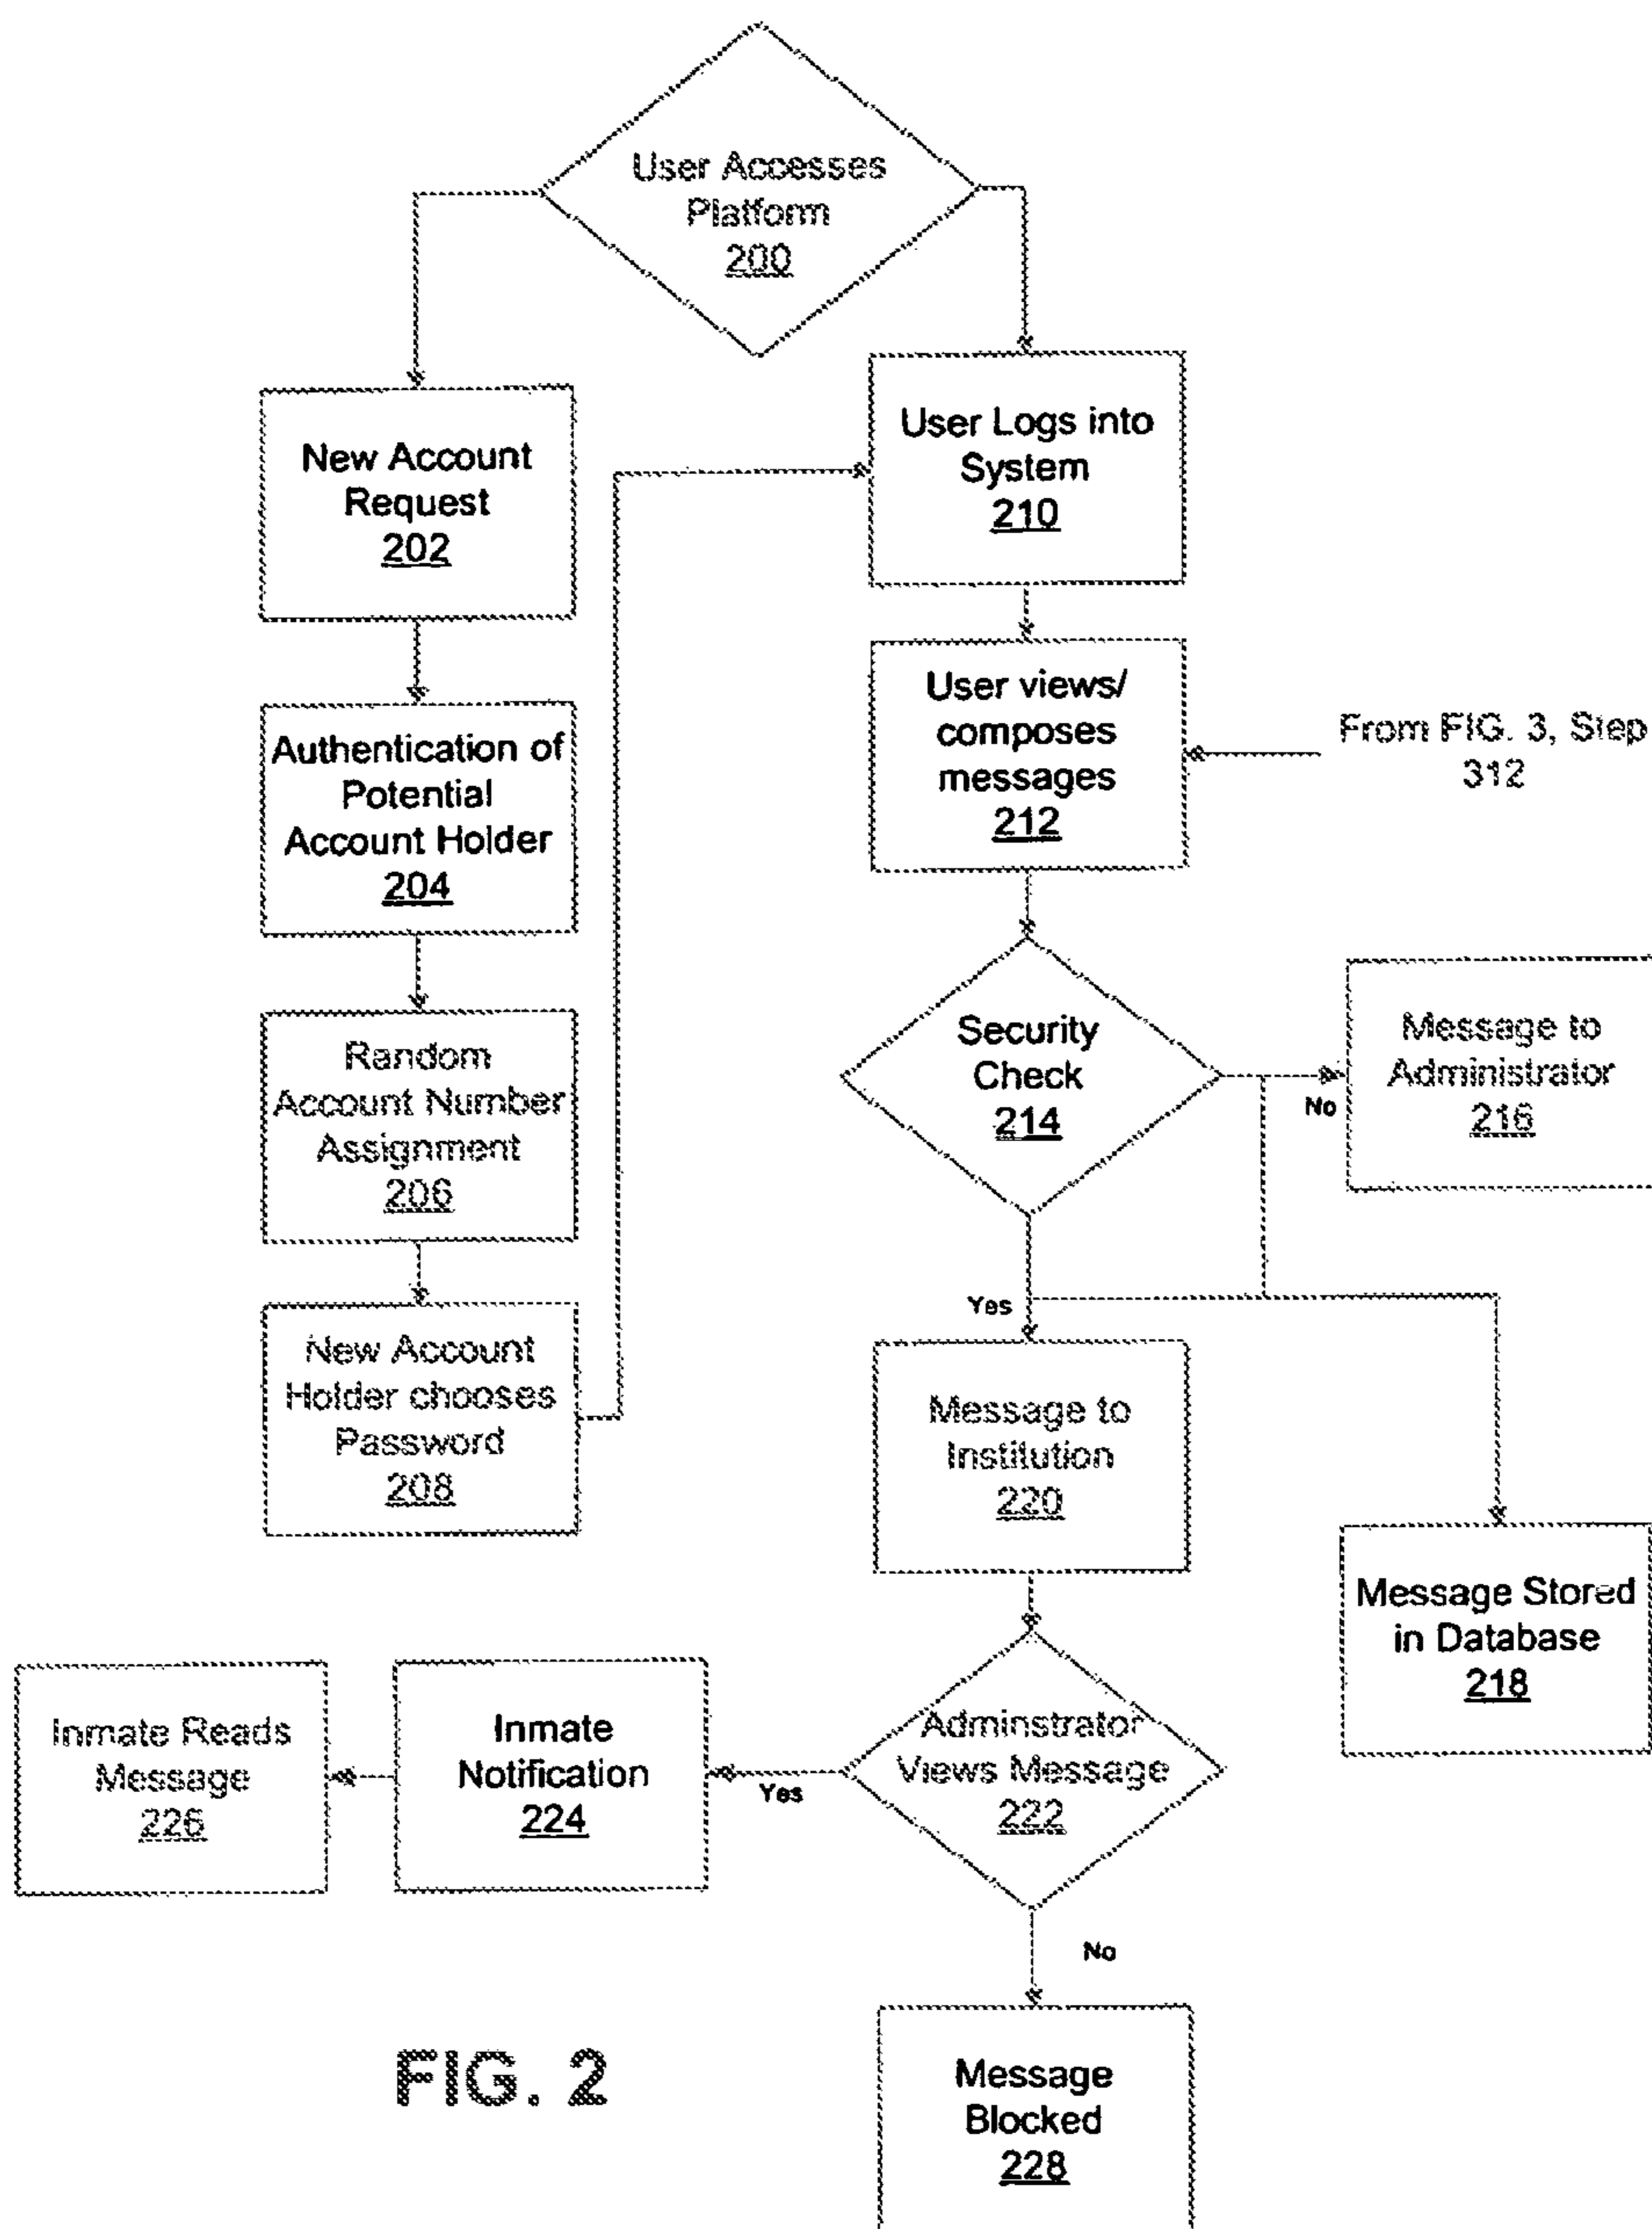 User Accesses
Platform
200
New Account
Request
202
User Logs into
System
210
Authentication of
Potential
Account Holder
204
User views/
composes
messages
212
From FIG. 3, Step
312
Random
Account Number
Assignment
206
Security
Check
214
No
Message to
Administrator
216
New Account
Holder chooses
Password
208
Yes
Message to
Institution
220
Message Stored
in Database
218
Inmate Reads
Message
226
Inmate
Notification
224
Yes
Adminstrator
Views Message
222
No
Message
Blocked
228
FIG. 2